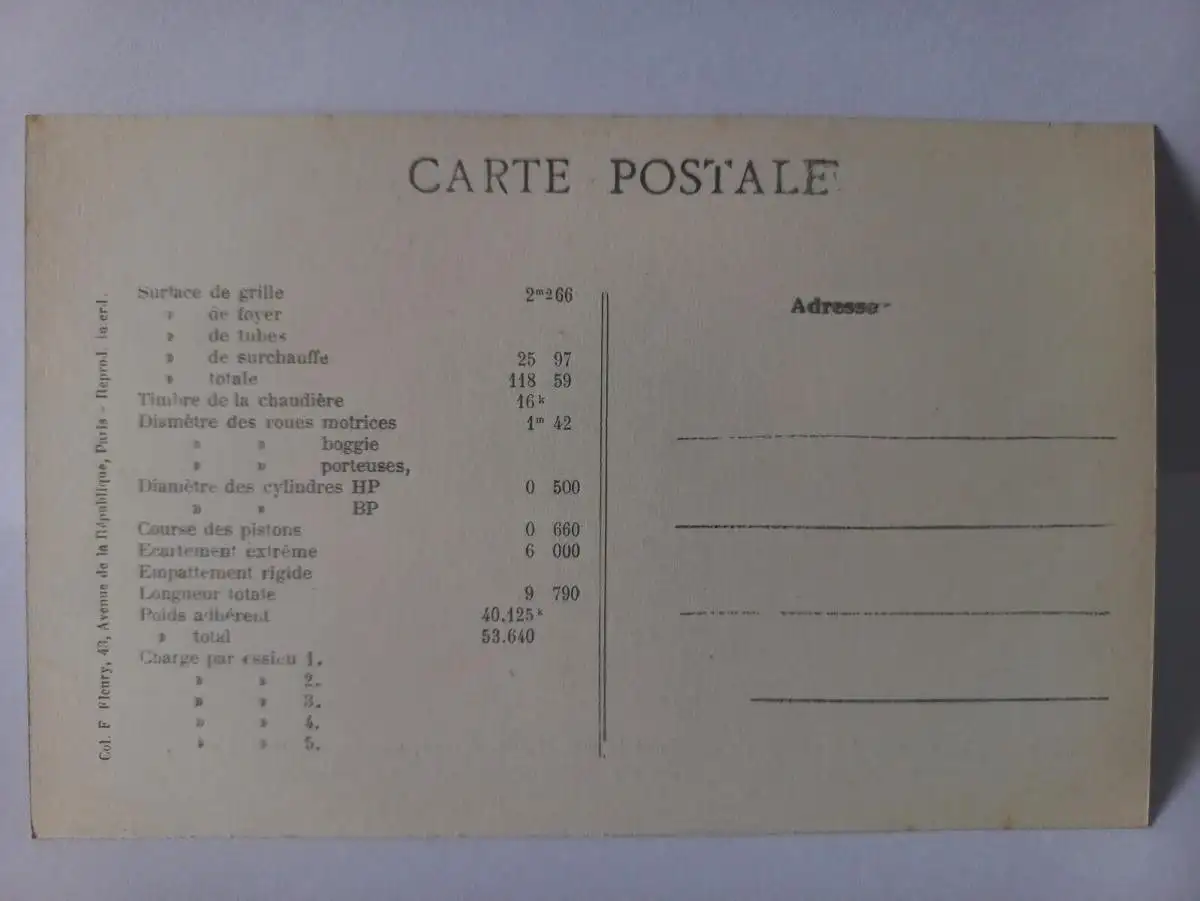 CARTE POSTALE
Surface de grille 2m266
» de foyer
» de tubes
» de surchauffe 25 97
» totale 118 59
Timbre de la chaudière 16k
Diamètre des roues motrices 1m 42
» » boggie
» » porteuses,
Diamètre des cylindres HP 0 500
» » BP
Course des pistons 0 660
Ecartement extrême 6 000
Empattement rigide
Longueur totale 9 790
Poids adhérent 40.125k
» total 53.640
Charge par essieu 1.
» » 2.
» » 3.
» » 4.
» » 5.
Col. F Fleury, 43, Avenue de la République, Paris - Reprod. interd.
Adresse